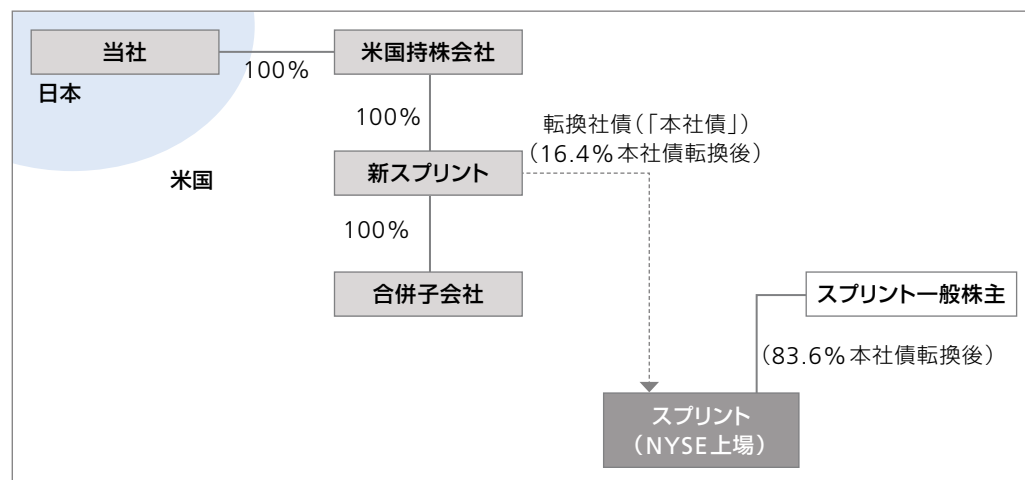 当社
100%
米国持株会社
日本
100%
転換社債(「本社債」)
(16.4%本社債転換後)
米国
新スプリント
100%
合併子会社
スプリント一般株主
(83.6%本社債転換後)
スプリント
(NYSE上場)